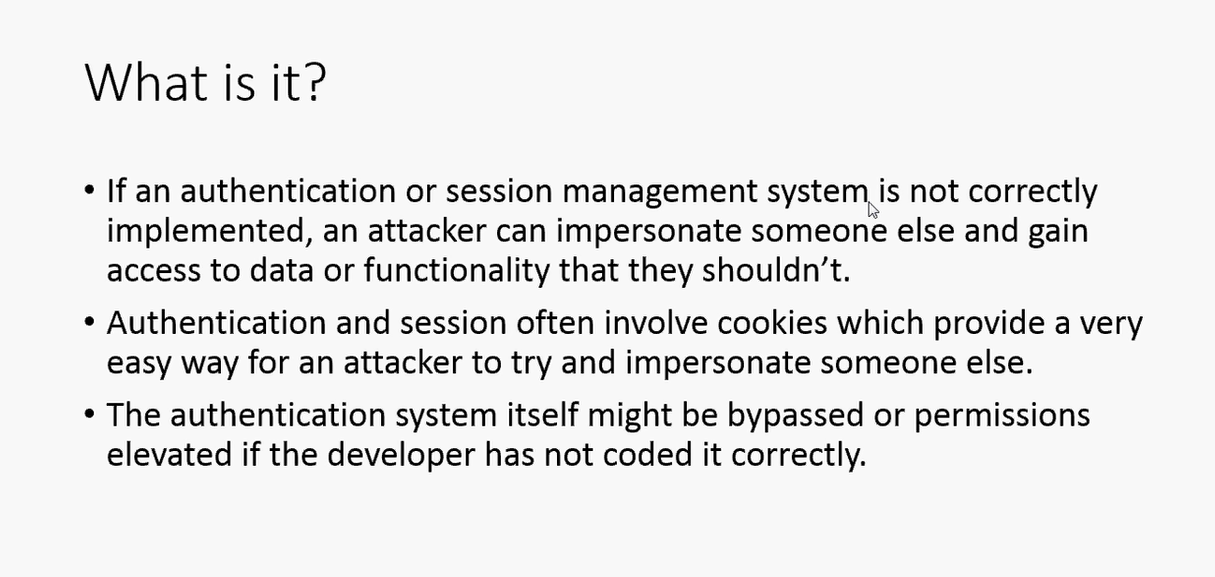 What is it?
• If an authentication or session management system is not correctly
implemented, an attacker can impersonate someone else and gain
access to data or functionality that they shouldn’t.
• Authentication and session often involve cookies which provide a very
easy way for an attacker to try and impersonate someone else.
• The authentication system itself might be bypassed or permissions
elevated if the developer has not coded it correctly.